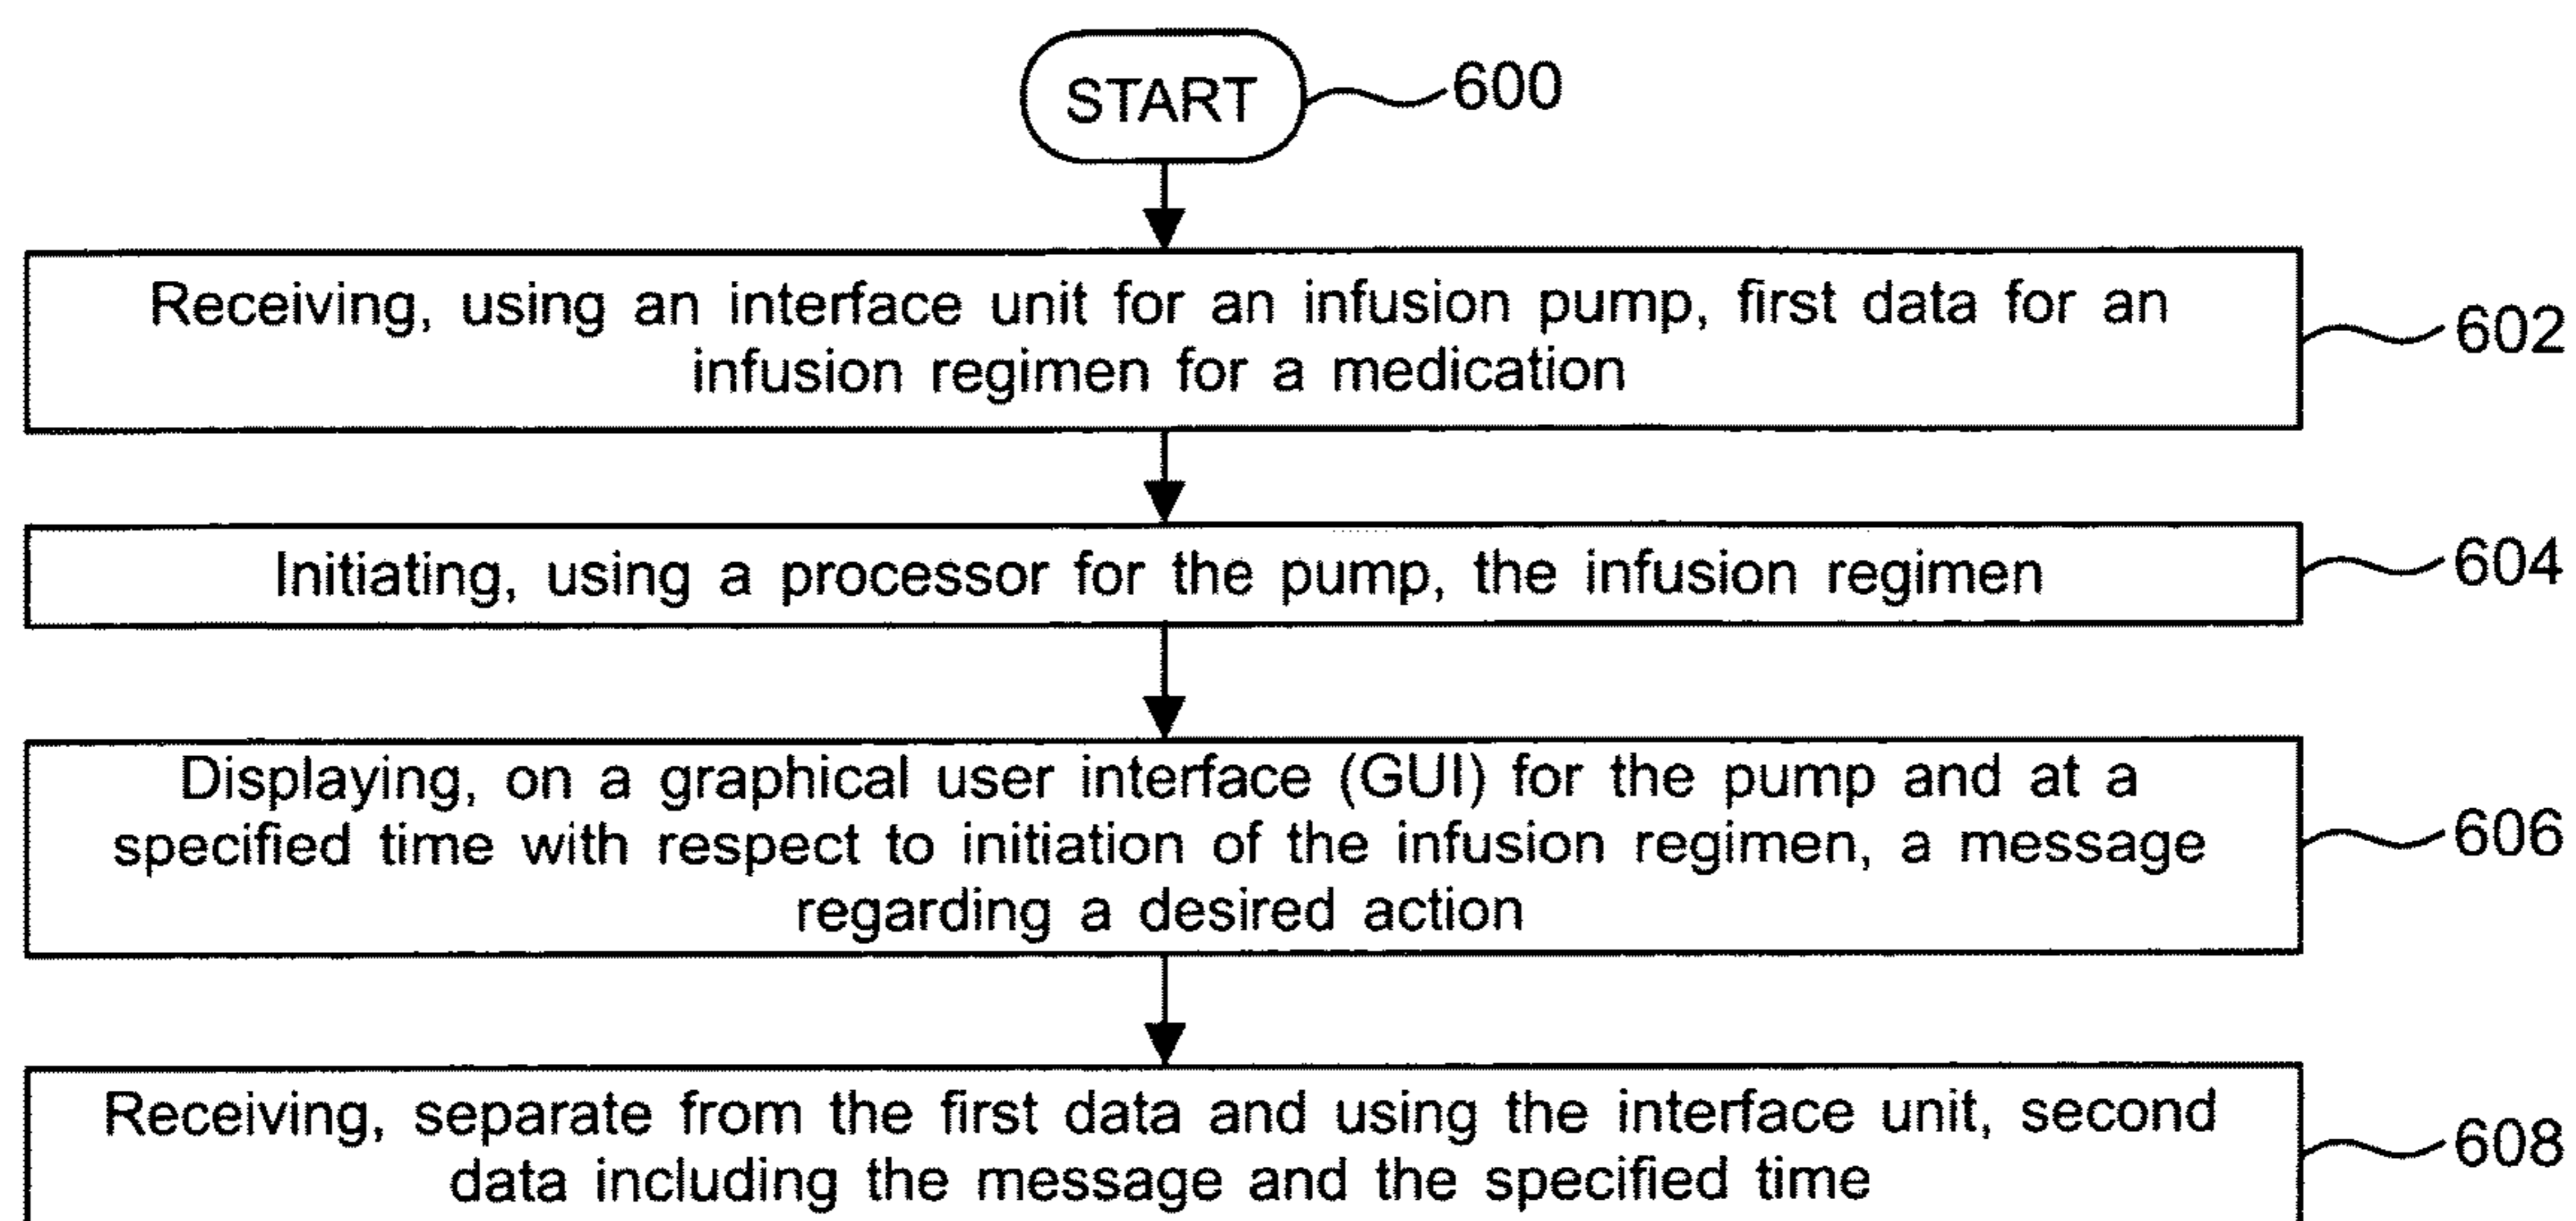 START
600
Receiving, using an interface unit for an infusion pump, first data for an
infusion regimen for a medication
602
Initiating, using a processor for the pump, the infusion regimen
604
Displaying, on a graphical user interface (GUI) for the pump and at a
specified time with respect to initiation of the infusion regimen, a message
regarding a desired action
606
Receiving, separate from the first data and using the interface unit, second
data including the message and the specified time
608